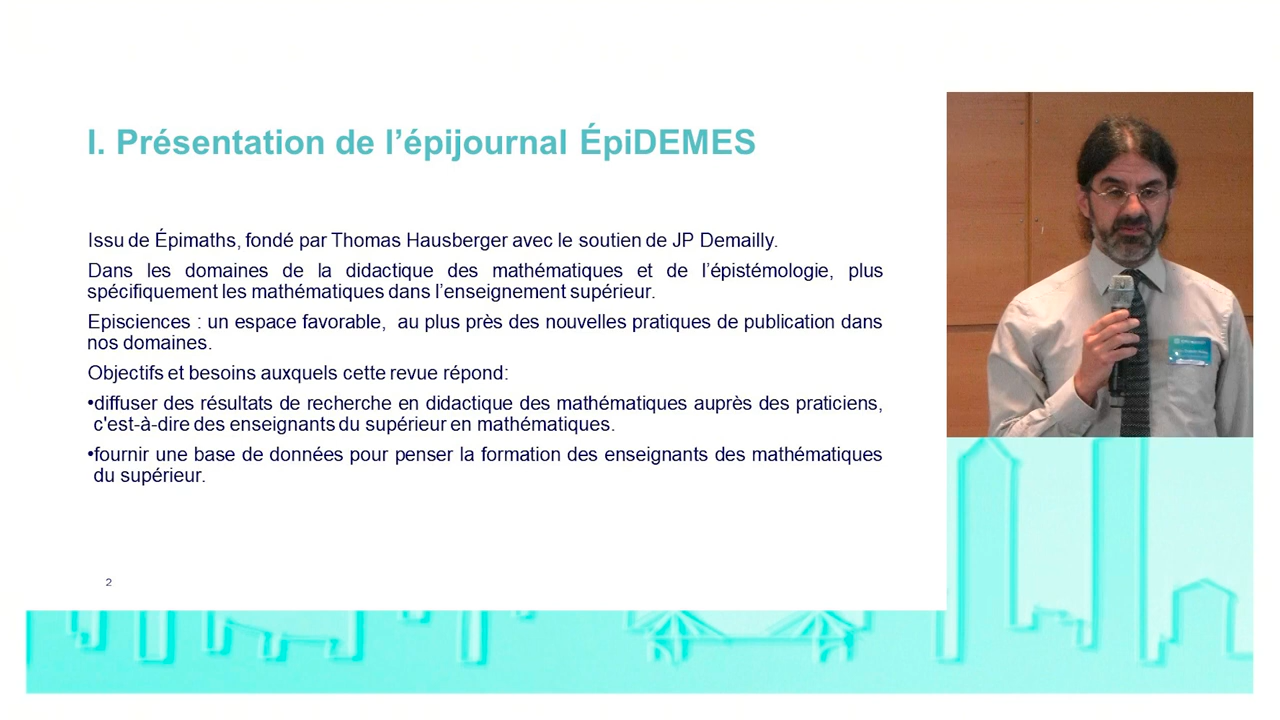 I. Présentation de l’épijournal ÉpiDEMES
Issu de Épimaths, fondé par Thomas Hausberger avec le soutien de JP Demailly.
Dans les domaines de la didactique des mathématiques et de l’épistémologie, plus
spécifiquement les mathématiques dans l’enseignement supérieur.
Episciences : un espace favorable,  au plus près des nouvelles pratiques de publication dans
nos domaines.
Objectifs et besoins auxquels cette revue répond:
•diffuser des résultats de recherche en didactique des mathématiques auprès des praticiens,
c'est-à-dire des enseignants du supérieur en mathématiques.
•fournir une base de données pour penser la formation des enseignants des mathématiques
du supérieur.
2